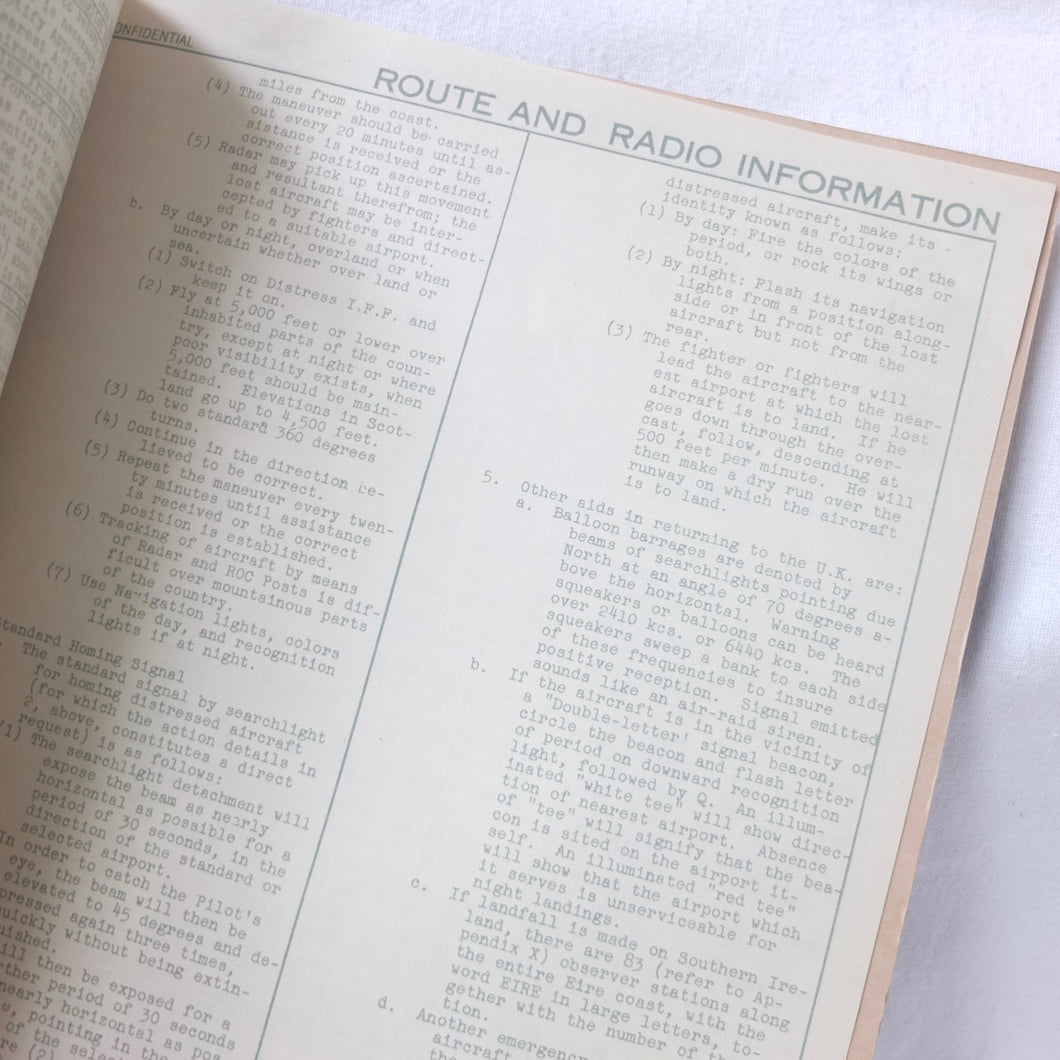 CONFIDENTIAL
ROUTE AND RADIO INFORMATION
miles from the coast.
(4) The maneuver should be carried
out every 20 minutes until as-
sistance is received or the
correct position ascertained.
(5) Radar may pick up this movement
and resultant therefrom; the
lost aircraft may be inter-
cepted by fighters and direct-
ed to a suitable airport.
b. By day or night, overland or when
uncertain whether over land or
sea.
(1) Switch on Distress I.F.F. and
keep it on.
(2) Fly at 5,000 feet or lower over
inhabited parts of the coun-
try, except at night or where
poor visibility exists, when
5,000 feet should be main-
tained. Elevations in Scot-
land go up to 4,500 feet.
(3) Do two standard 360 degrees
turns.
(4) Continue in the direction be-
lieved to be correct.
(5) Repeat the maneuver every twen-
ty minutes until assistance
is received or the correct
position is established.
(6) Tracking of aircraft by means
of Radar and ROC Posts is dif-
ficult over mountainous parts
of the country.
(7) Use Navigation lights, colors
of the day, and recognition
lights if at night.
tandard Homing Signal
The standard signal by searchlight
for homing distressed aircraft
(for which the action details in
2, above, constitutes a direct
request) is as follows:
(1) The searchlight detachment will
expose the beam as nearly
horizontal as possible for a
period of 30 seconds, in the
direction of the standard or
selected airport.
In order to catch the Pilot's
eye, the beam will then be
elevated to 45 degrees and de-
pressed again three times,
uickly without being extin-
uished.
ill then be exposed for a
rther period of 30 seconds
nearly horizontal as pos
e, pointing in the
of the selec
re (2)
distressed aircraft, make its
identity known as follows:
(1) By day: Fire the colors of the
period, or rock its wings or
both.
(2) By night: Flash its navigation
lights from a position along-
side or in front of the lost
aircraft but not from the
rear.
(3) The fighter or fighters will
lead the aircraft to the near-
est airport at which the lost
aircraft is to land. If he
goes down through the over-
cast, follow, descending at
500 feet per minute. He will
then make a dry run over the
runway on which the aircraft
is to land.
5. Other aids in returning to the U.K. are:
a. Balloon barrages are denoted by
beams of searchlights pointing due
North at an angle of 70 degrees a-
bove the horizontal. Warning
squeakers or balloons can be heard
over 2410 kcs. or 6440 kcs. The
squeakers sweep a bank to each side
of these frequencies to insure
positive reception. Signal emitted
sounds like an air-raid siren.
b. If the aircraft is in the vicinity of
a "Double-letter' signal beacon,
circle the beacon and flash letter
of period on downward recognition
light, followed by Q. An illum-
inated "white tee" will show direc-
tion of nearest airport. Absence
of "tee" will signify that the bea-
con is sited on the airport it-
self. An illuminated "red tee"
will show that the airport which
it serves is unserviceable for
night landings.
c. If landfall is made on Southern Ire-
land, there are 83 (refer to Ap-
pendix X) observer stations along
the entire Eire coast, with the
word EIRE in large letters, to-
gether with the number of th
tion.
d. Another emergency
aircraft